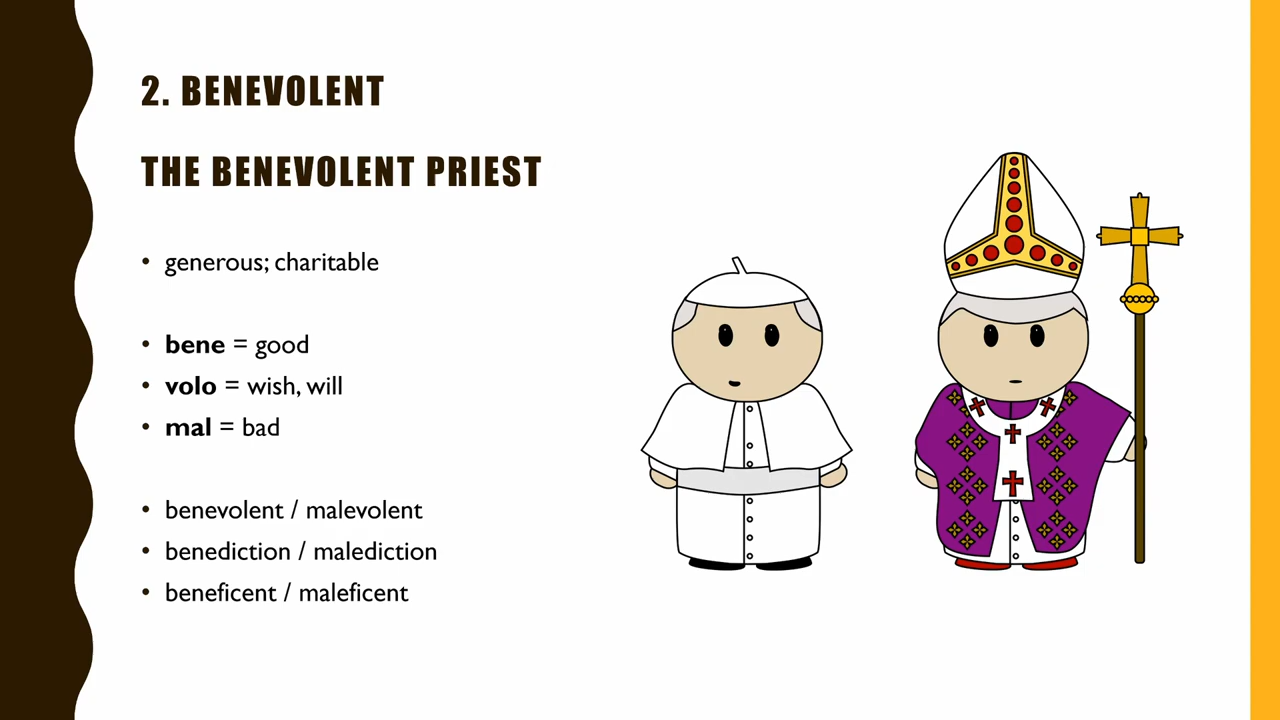 2. BENEVOLENT
THE BENEVOLENT PRIEST
• generous; charitable
• bene = good
• volo = wish, will
• mal = bad
• benevolent / malevolent
• benediction / malediction
• beneficent / maleficent